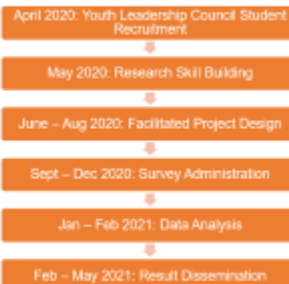 April 2020: Youth Leadership Council Student
Recruitment
May 2020: Research Skill Building
June – Aug 2020: Facilitated Project Design
Sept – Dec 2020: Survey Administration
Jan – Feb 2021: Data Analysis
Feb – May 2021: Result Dissemination